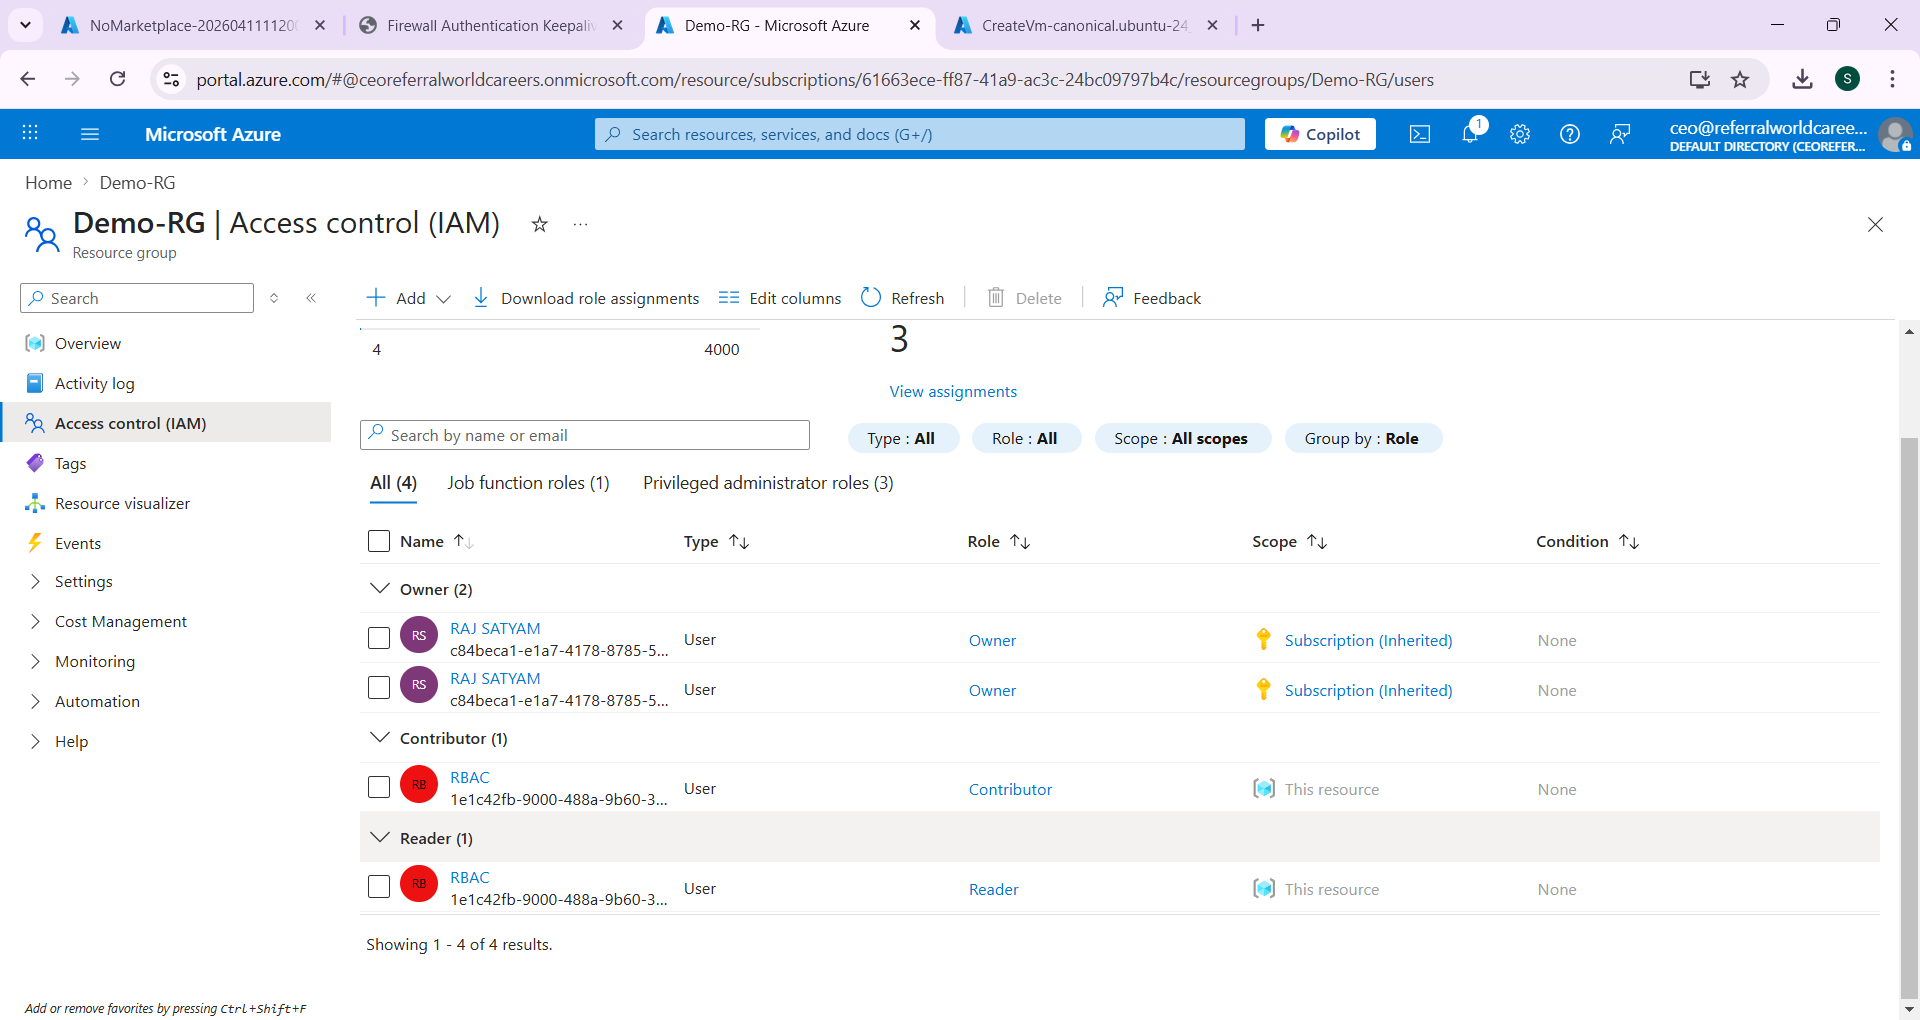 NoMarketplace-20260411112
Firewall Authentication Keepaliv
Demo-RG - Microsoft Azure
CreateVm-canonical.ubuntu-24
portal.azure.com/#@ceoreferralworldcareers.onmicrosoft.com/resource/subscriptions/61663ece-ff87-41a9-ac3c-24bc09797b4c/resourcegroups/Demo-RG/users
S
Microsoft Azure
Search resources, services, and docs (G+/)
Copilot
1
ceo@referralworldcaree...
DEFAULT DIRECTORY (CEOREFER...
Home
Demo-RG
Demo-RG | Access control (IAM)
Resource group
Search
Add
Download role assignments
Edit columns
Refresh
Delete
Feedback
Overview
Activity log
Access control (IAM)
Tags
Resource visualizer
Events
Settings
Cost Management
Monitoring
Automation
Help
4
4000
3
View assignments
Search by name or email
Type : All
Role : All
Scope : All scopes
Group by : Role
All (4)
Job function roles (1)
Privileged administrator roles (3)
Name
Type
Role
Scope
Condition
Owner (2)
RS
RAJ SATYAM
c84beca1-e1a7-4178-8785-5...
User
Owner
Subscription (Inherited)
None
RS
RAJ SATYAM
c84beca1-e1a7-4178-8785-5...
User
Owner
Subscription (Inherited)
None
Contributor (1)
RB
RBAC
1e1c42fb-9000-488a-9b60-3...
User
Contributor
This resource
None
Reader (1)
RB
RBAC
1e1c42fb-9000-488a-9b60-3...
User
Reader
This resource
None
Showing 1 - 4 of 4 results.
Add or remove favorites by pressing Ctrl+Shift+F